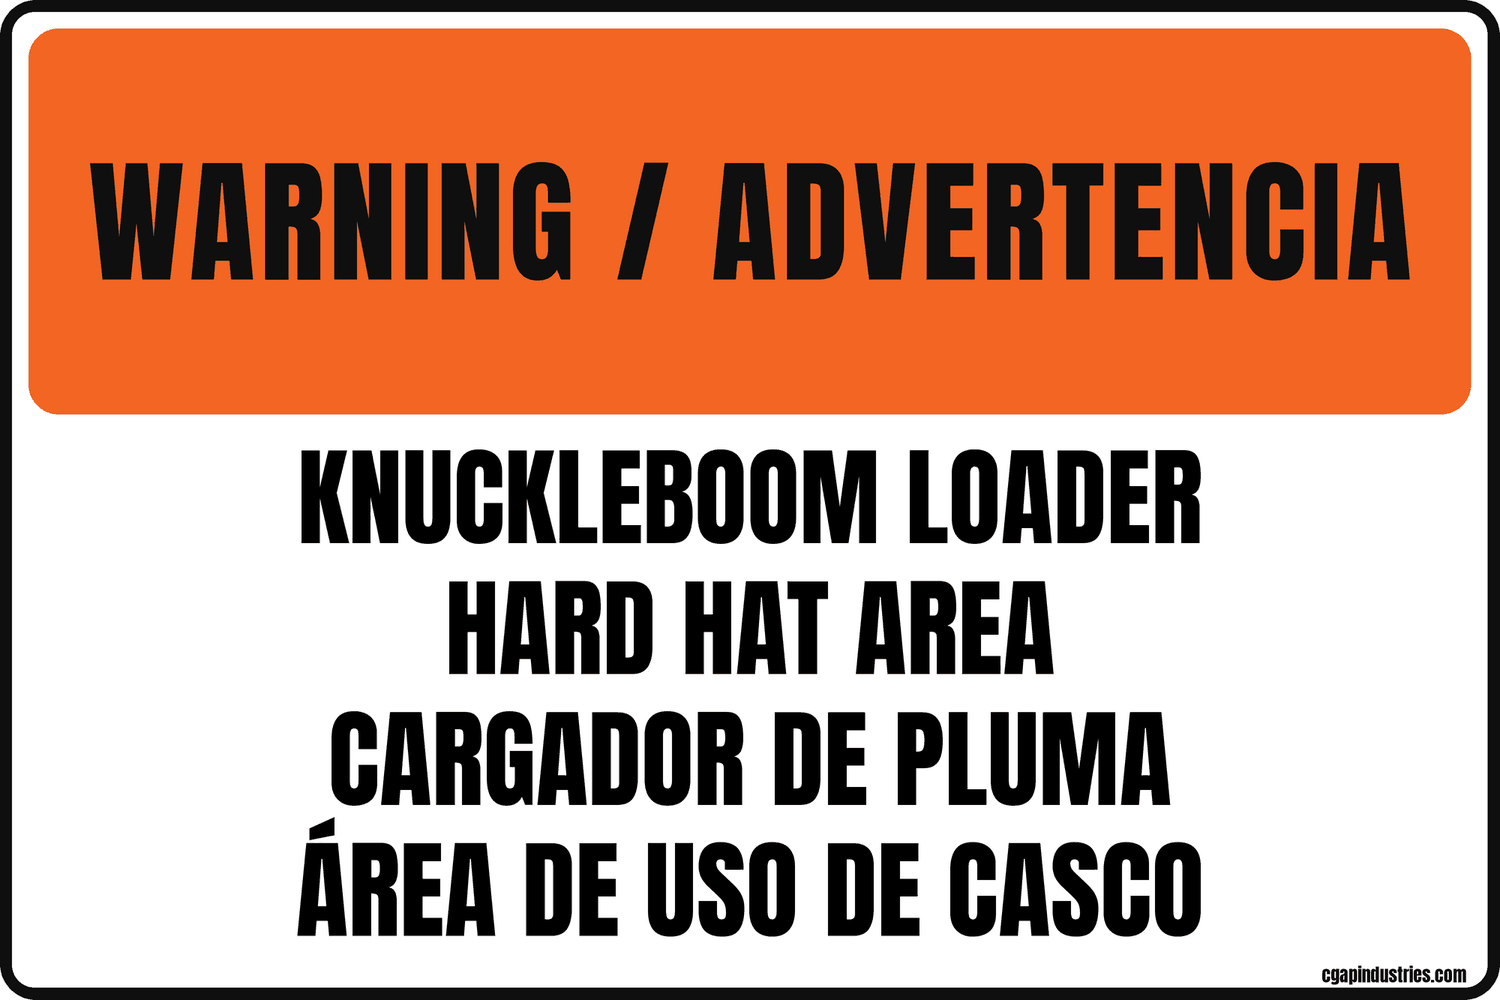 WARNING / ADVERTENCIA
KNUCKLEBOOM LOADER
HARD HAT AREA
CARGADOR DE PLUMA
ÁREA DE USO DE CASCO
cgapindustries.com